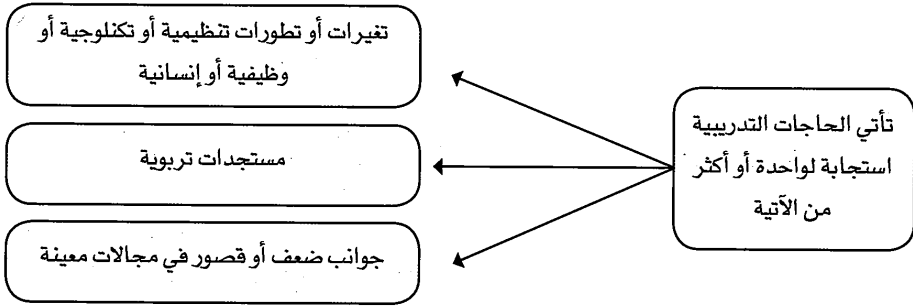 تأتي الحاجات التدريبية
استجابة لواحدة أو أكثر
من الآتية
تغيرات أو تطورات تنظيمية أو تكنلوجية أو
وظيفية أو إنسانية
مستجدات تربوية
جوانب ضعف أو قصور في مجالات معينة